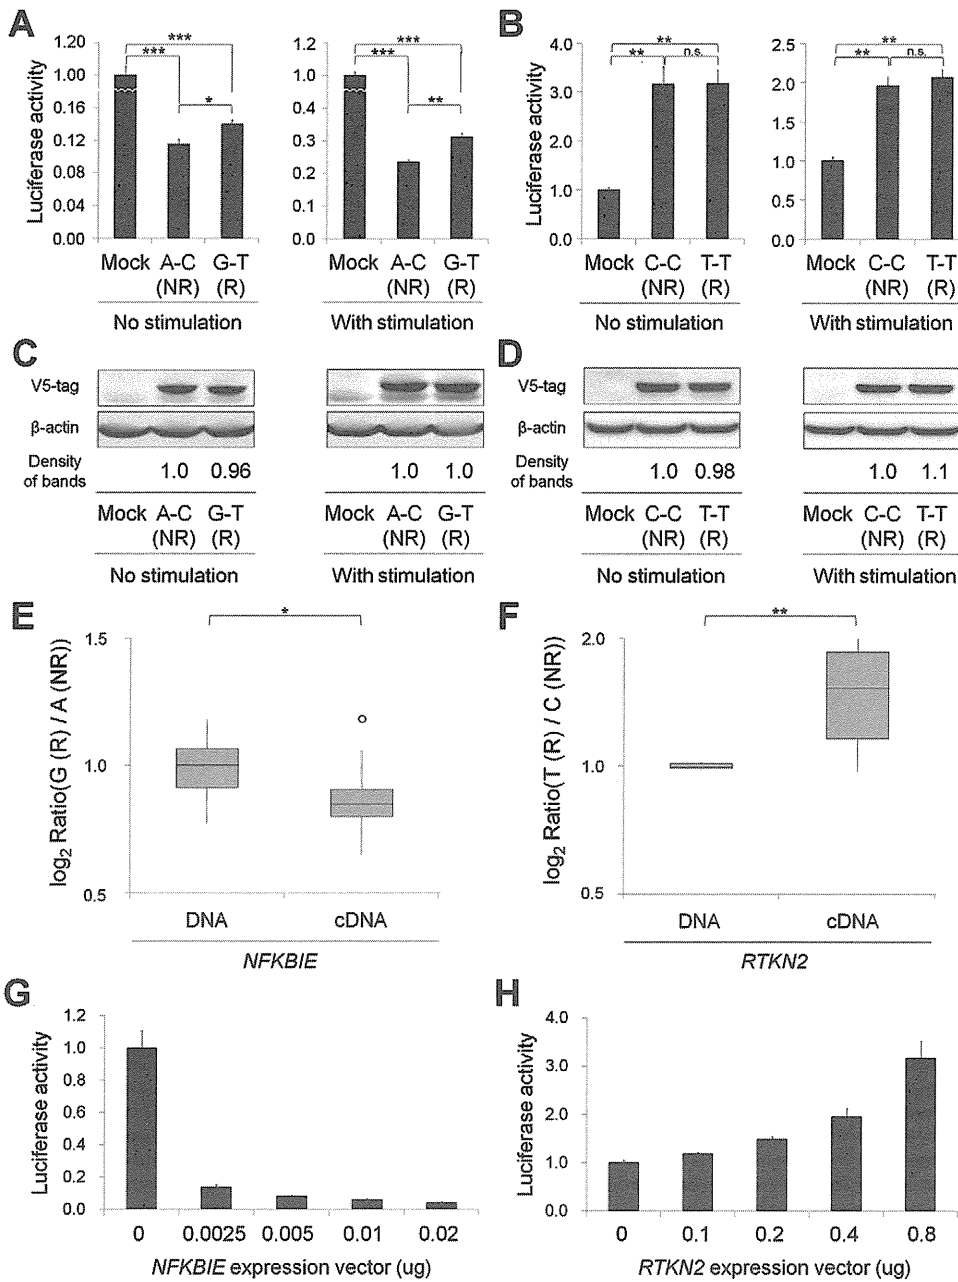 A
B
Luciferase activity
1.20
1.00
0.16
0.12
0.08
0.04
0.00
***
***
*
Mock A-C G-T
(NR) (R)
No stimulation
1.20
1.00
0.4
0.3
0.2
0.1
0.0
***
***
**
Mock A-C G-T
(NR) (R)
With stimulation
Luciferase activity
4.0
3.0
2.0
1.0
0.0
**
** n.s.
Mock C-C T-T
(NR) (R)
No stimulation
2.5
2.0
1.5
1.0
0.5
0.0
**
** n.s.
Mock C-C T-T
(NR) (R)
With stimulation
C
V5-tag
β-actin
Density
of bands
1.0 0.96
1.0 1.0
Mock A-C G-T
(NR) (R)
No stimulation
Mock A-C G-T
(NR) (R)
With stimulation
D
V5-tag
β-actin
Density
of bands
1.0 0.98
1.0 1.1
Mock C-C T-T
(NR) (R)
No stimulation
Mock C-C T-T
(NR) (R)
With stimulation
E
log2 Ratio(G (R) / A (NR))
1.5
1.0
0.5
*
DNA cDNA
NFKBIE
F
log2 Ratio(T (R) / C (NR))
2.0
1.0
0.5
**
DNA cDNA
RTKN2
G
Luciferase activity
1.2
1.0
0.8
0.6
0.4
0.2
0.0
0 0.0025 0.005 0.01 0.02
NFKBIE expression vector (ug)
H
Luciferase activity
4.0
3.0
2.0
1.0
0.0
0 0.1 0.2 0.4 0.8
RTKN2 expression vector (ug)